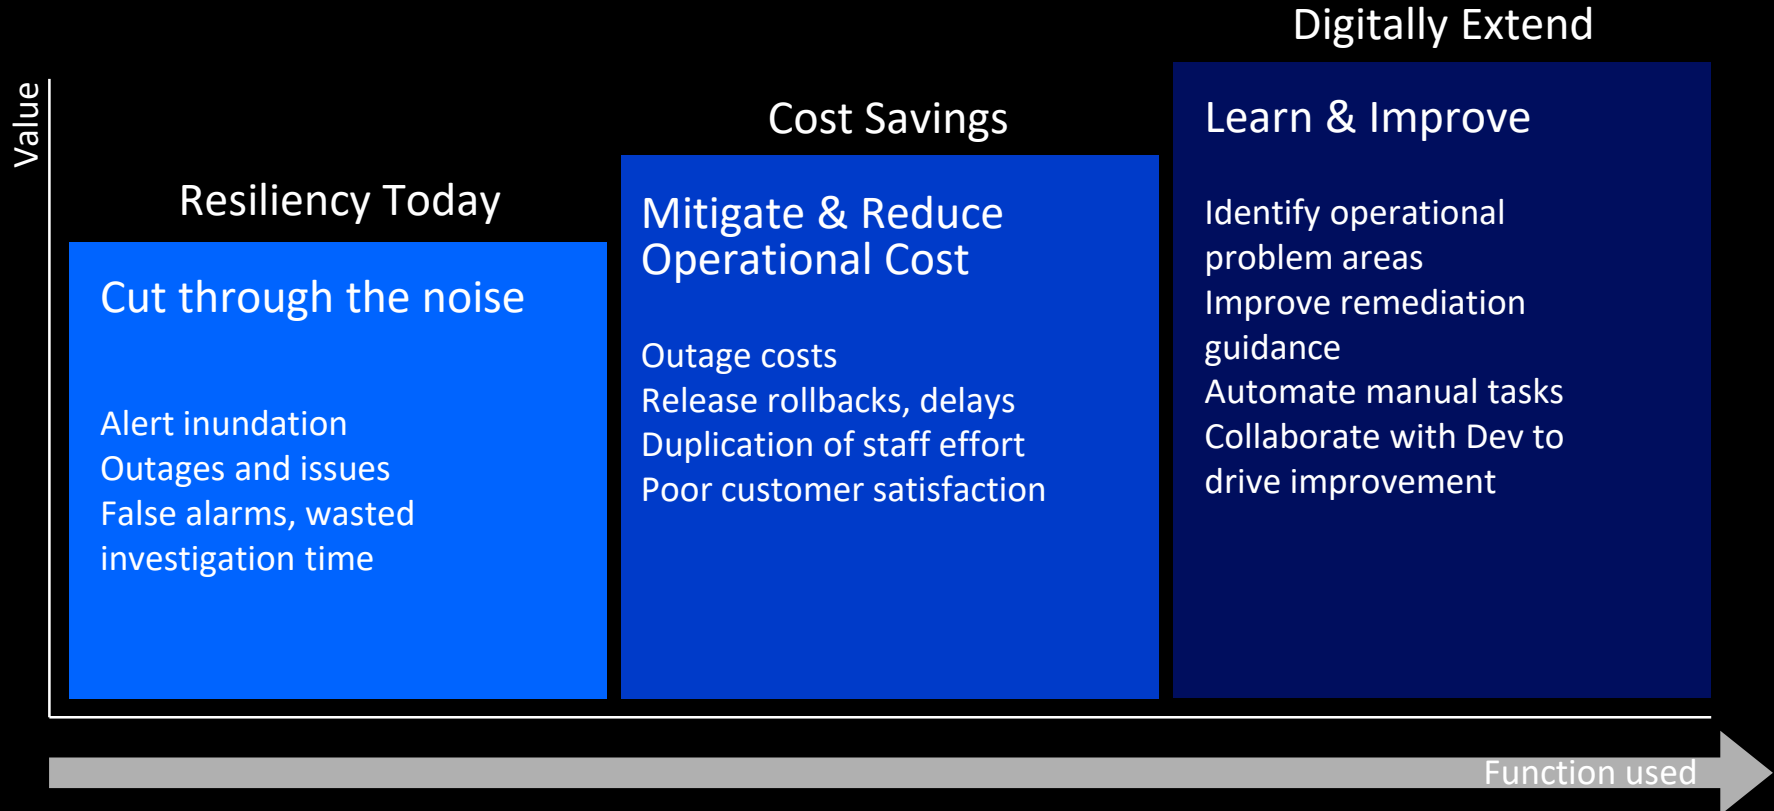 Value
Resiliency Today
Cut through the noise
Alert inundation
Outages and issues
False alarms, wasted
investigation time
Cost Savings
Mitigate & Reduce
Operational Cost
Outage costs
Release rollbacks, delays
Duplication of staff effort
Poor customer satisfaction
Digitally Extend
Learn & Improve
Identify operational
problem areas
Improve remediation
guidance
Automate manual tasks
Collaborate with Dev to
drive improvement
Function used